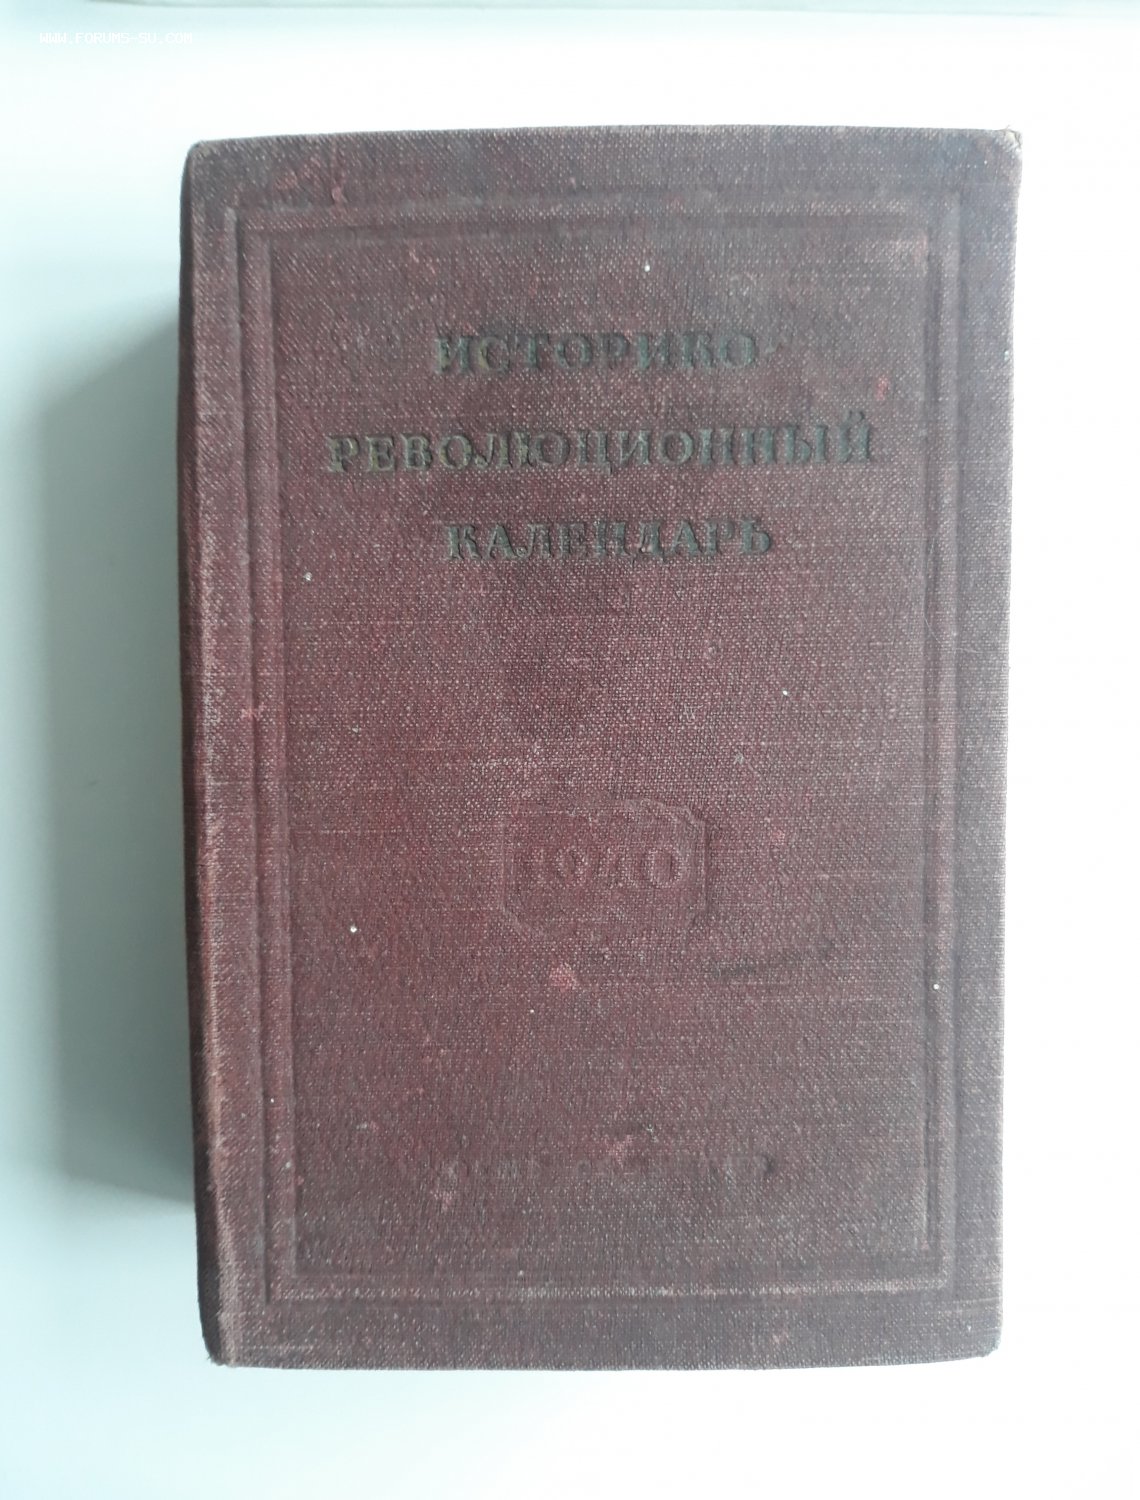 WWW.FORUMS-SU.COM
ИСТОРИКО
РЕВОЛЮЦИОННЫЙ
КАЛЕНДАРЬ
1940